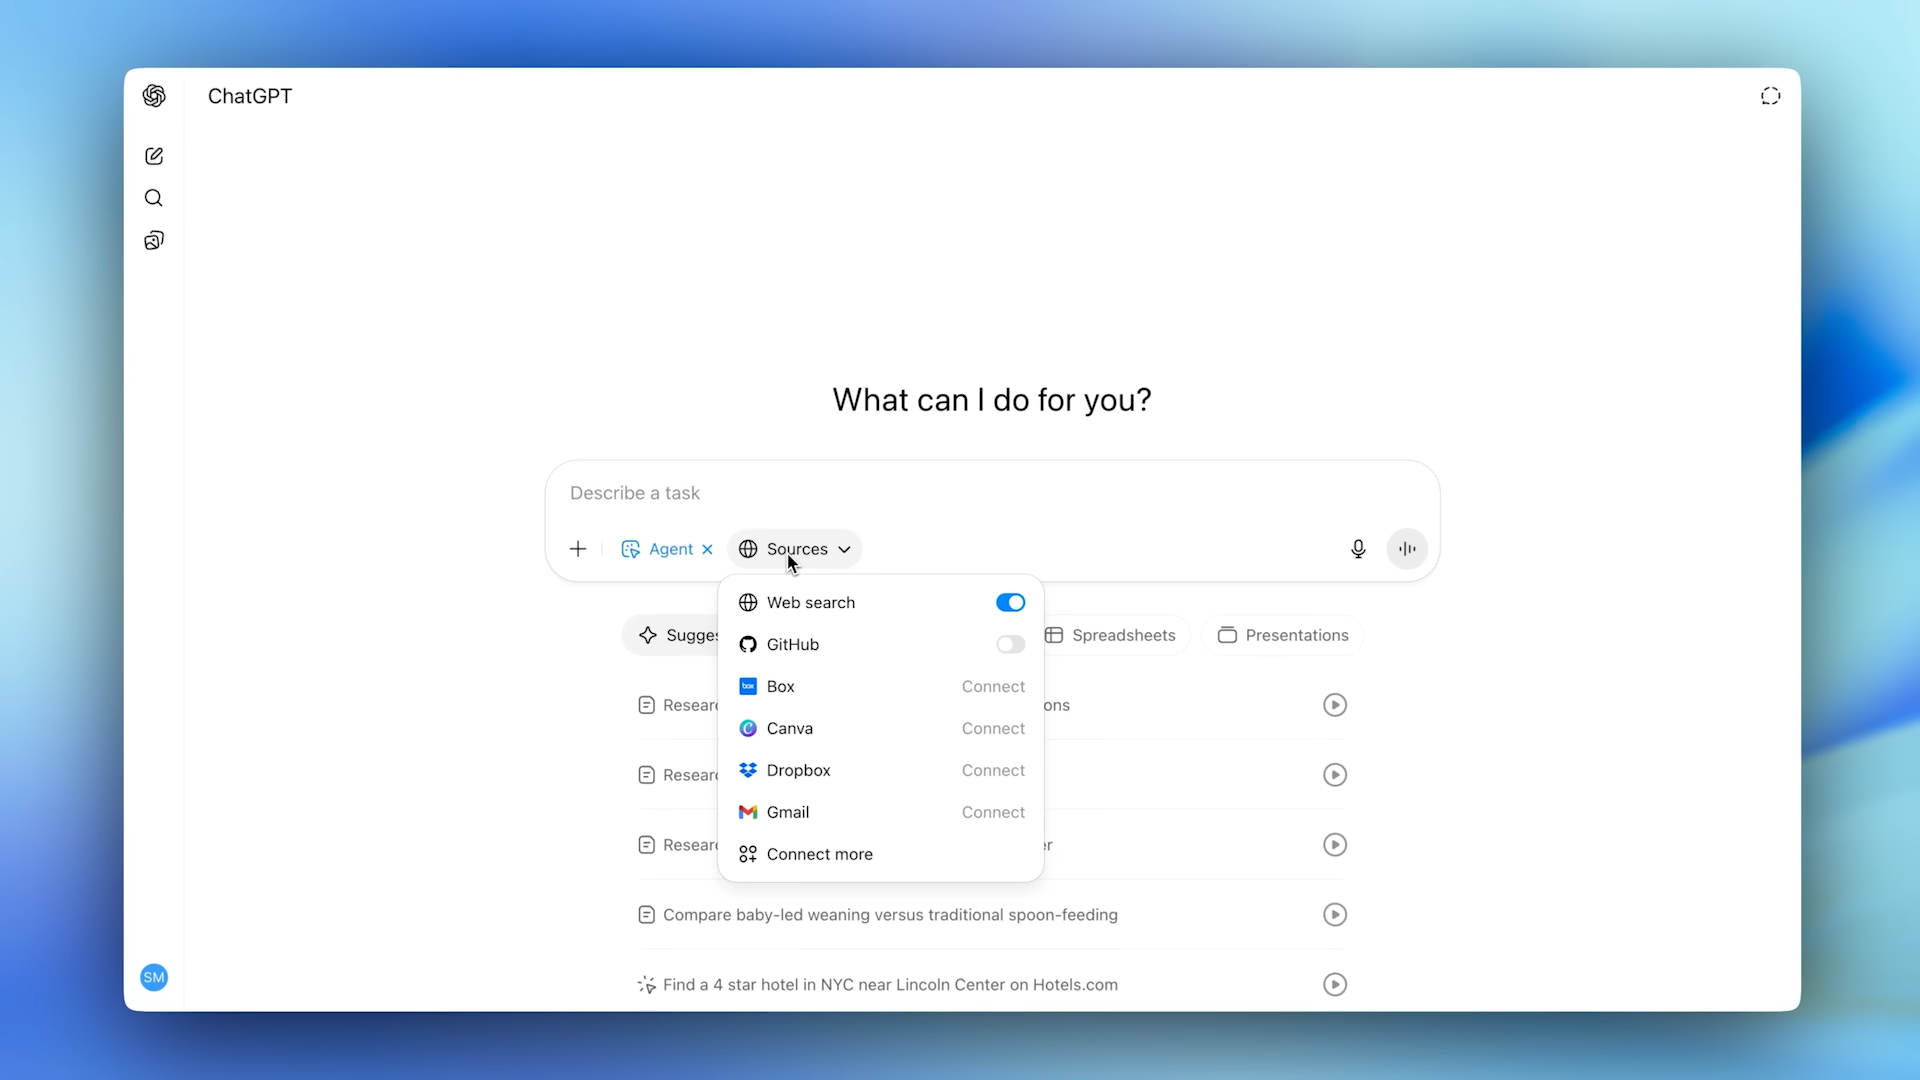 ChatGPT
What can I do for you?
Describe a task
Agent Sources
Web search
GitHub
Box Connect
Canva Connect
Dropbox Connect
Gmail Connect
Connect more
Spreadsheets Presentations
Compare baby-led weaning versus traditional spoon-feeding
Find a 4 star hotel in NYC near Lincoln Center on Hotels.com
SM